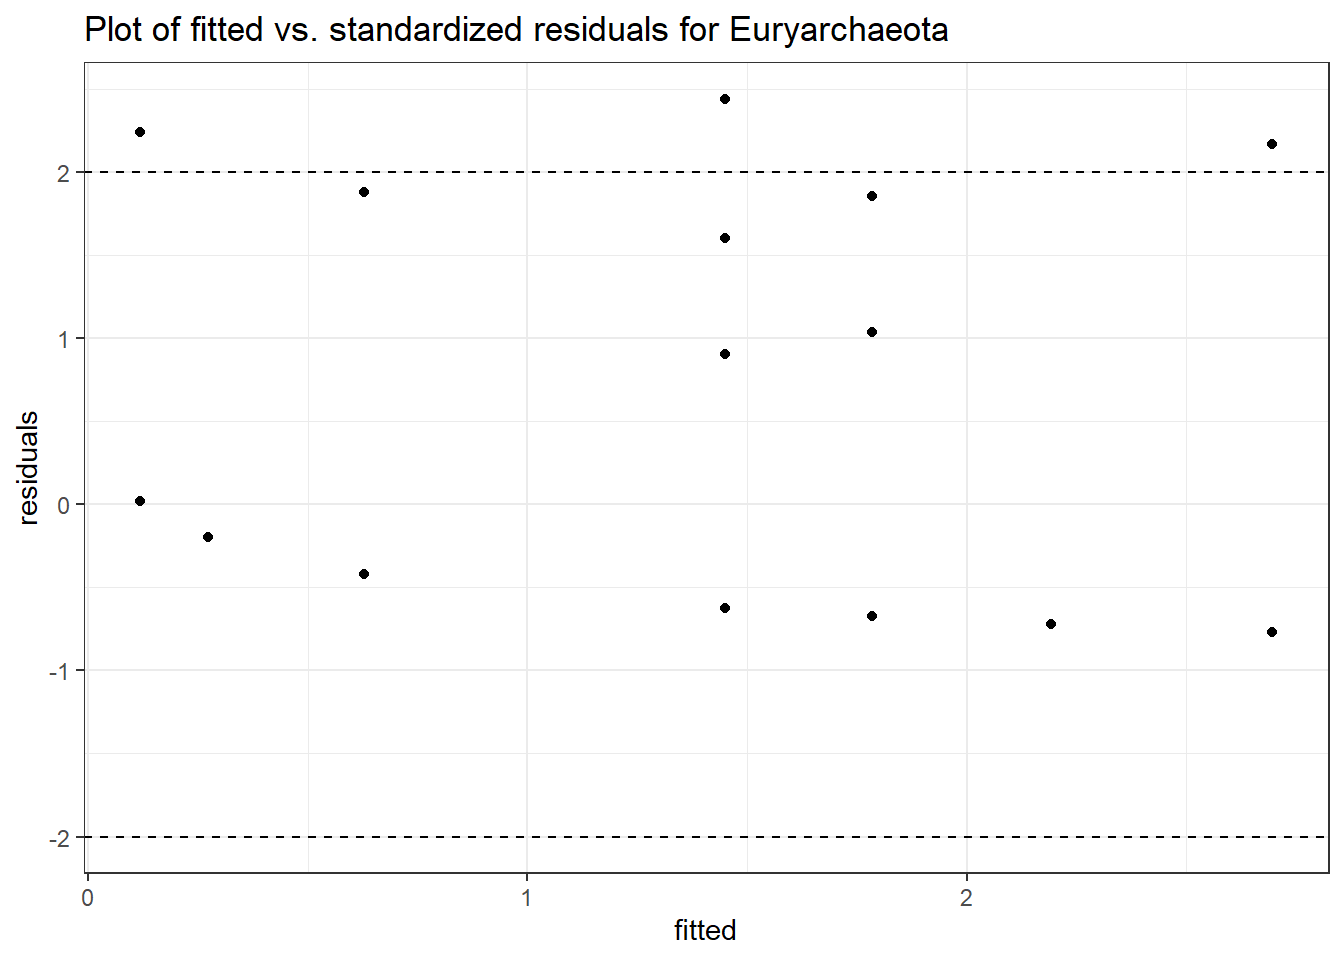 Plot of fitted vs. standardized residuals for Euryarchaeota
2
1
0
-1
-2
residuals
0
1
2
fitted